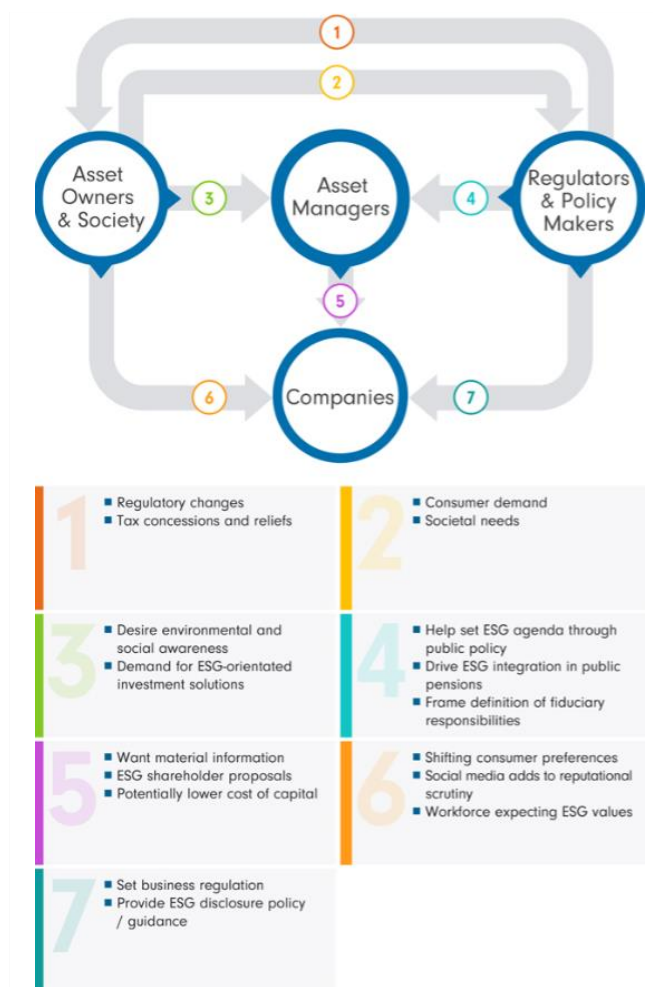 1
2
Asset
Owners
& Society
3
Asset
Managers
4
Regulators
& Policy
Makers
5
6
Companies
7
1
■ Regulatory changes
■ Tax concessions and reliefs
2
■ Consumer demand
■ Societal needs
3
■ Desire environmental and
social awareness
■ Demand for ESG-orientated
investment solutions
4
■ Help set ESG agenda through
public policy
■ Drive ESG integration in public
pensions
■ Frame definition of fiduciary
responsibilities
5
■ Want material information
■ ESG shareholder proposals
■ Potentially lower cost of capital
6
■ Shifting consumer preferences
■ Social media adds to reputational
scrutiny
■ Workforce expecting ESG values
7
■ Set business regulation
■ Provide ESG disclosure policy
/ guidance